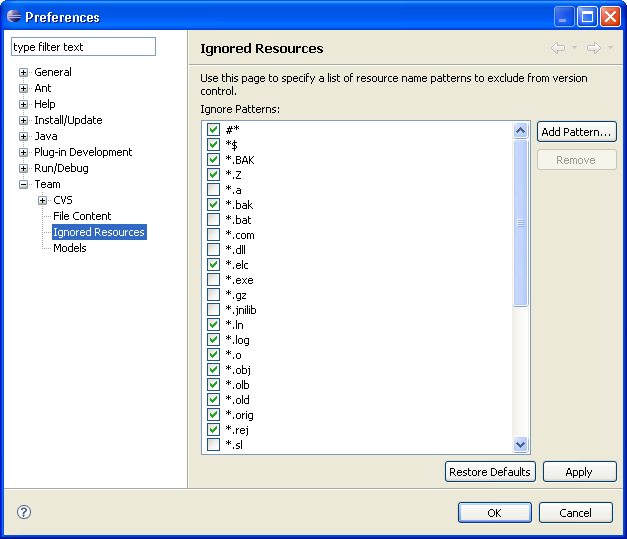 Preferences
type filter text
General
Ant
Help
Install/Update
Java
Plug-in Development
Run/Debug
Team
CVS
File Content
Ignored Resources
Models
Ignored Resources
Use this page to specify a list of resource name patterns to exclude from version
control.
Ignore Patterns:
#*
*$
*.BAK
*.Z
*.a
*.bak
*.bat
*.com
*.dll
*.elc
*.exe
*.gz
*.jnilib
*.ln
*.log
*.o
*.obj
*.olb
*.old
*.orig
*.rej
*.sl
Add Pattern...
Remove
Restore Defaults
Apply
?
OK
Cancel